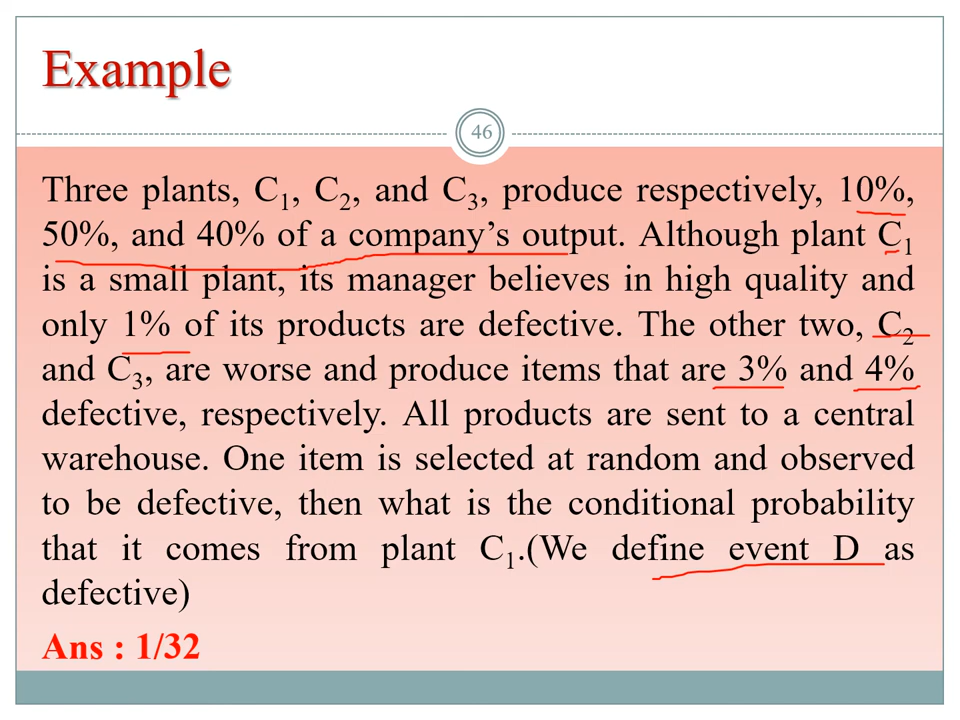 Example
46
Three plants, C₁, C₂, and C₃, produce respectively, 10%,
50%, and 40% of a company's output. Although plant C₁
is a small plant, its manager believes in high quality and
only 1% of its products are defective. The other two, C₂
and C₃, are worse and produce items that are 3% and 4%
defective, respectively. All products are sent to a central
warehouse. One item is selected at random and observed
to be defective, then what is the conditional probability
that it comes from plant C₁.(We define event D as
defective)
Ans : 1/32